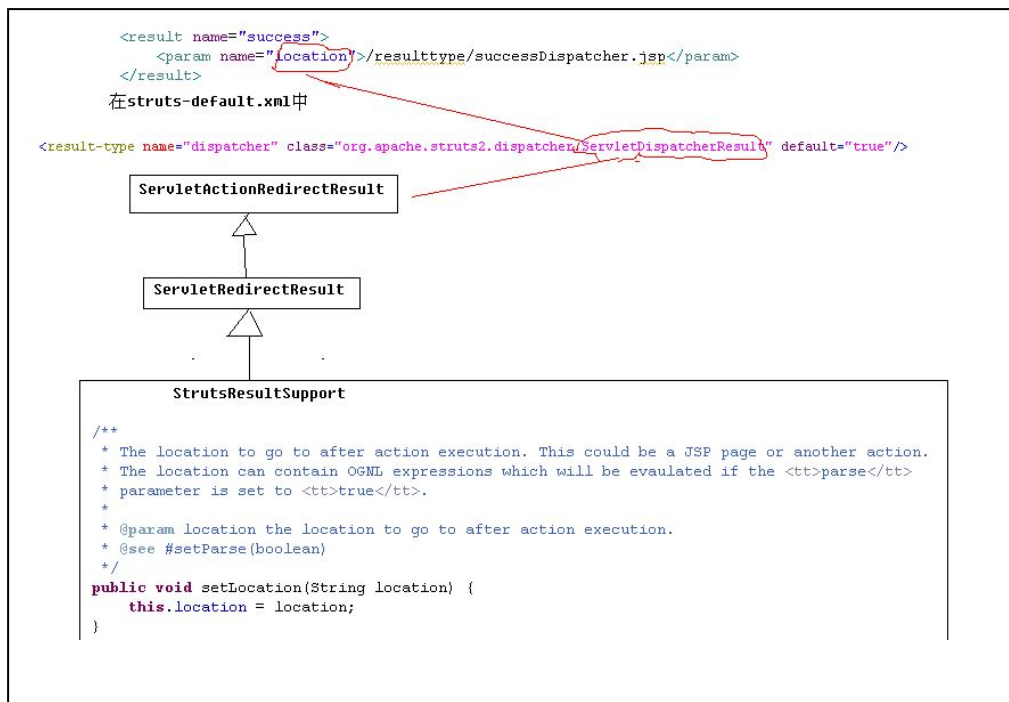 <result name="success">
<param name="location">/resulttype/successDispatcher.jsp</param>
</result>
在struts-default.xml中
<result-type name="dispatcher" class="org.apache.struts2.dispatcher.ServletDispatcherResult" default="true"/>
ServletActionRedirectResult
ServletRedirectResult
StrutsResultSupport
/**
* The location to go to after action execution. This could be a JSP page or another action.
* The location can contain OGNL expressions which will be evaulated if the <tt>parse</tt>
* parameter is set to <tt>true</tt>.
*
* @param location the location to go to after action execution.
* @see #setParse(boolean)
*/
public void setLocation(String location) {
this.location = location;
}